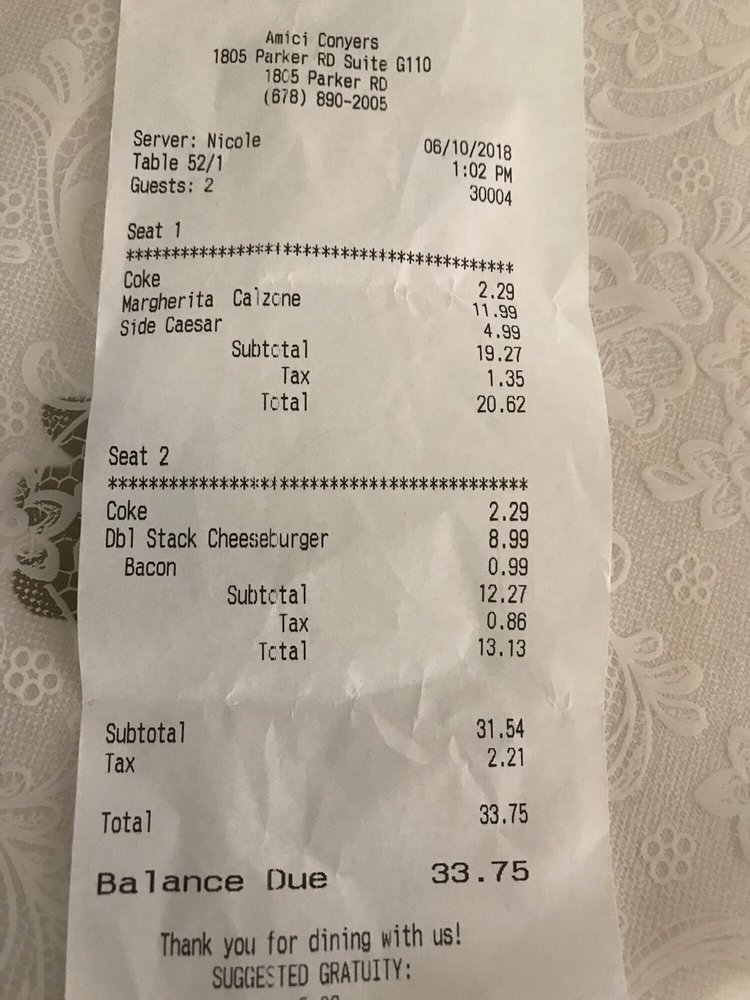 Amici Conyers
1805 Parker RD Suite G110
1805 Parker RD
(678) 890-2005
Server: Nicole 06/10/2018
Table 52/1 1:02 PM
Guests: 2 30004
Seat 1
*******************************************
Coke 2.29
Margherita Calzone 11.99
Side Caesar 4.99
Subtotal 19.27
Tax 1.35
Total 20.62
Seat 2
*******************************************
Coke 2.29
Dbl Stack Cheeseburger 8.99
Bacon 0.99
Subtotal 12.27
Tax 0.86
Total 13.13
Subtotal 31.54
Tax 2.21
Total 33.75
Balance Due 33.75
Thank you for dining with us!
SUGGESTED GRATUITY: